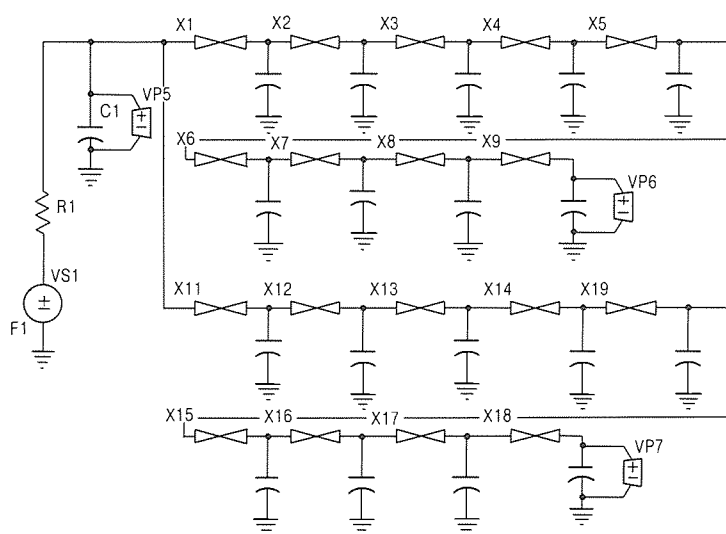 X1 X2 X3 X4 X5
C1 VP5
X6 X7 X8 X9
VP6
R1
VS1
F1
X11 X12 X13 X14 X19
X15 X16 X17 X18
VP7